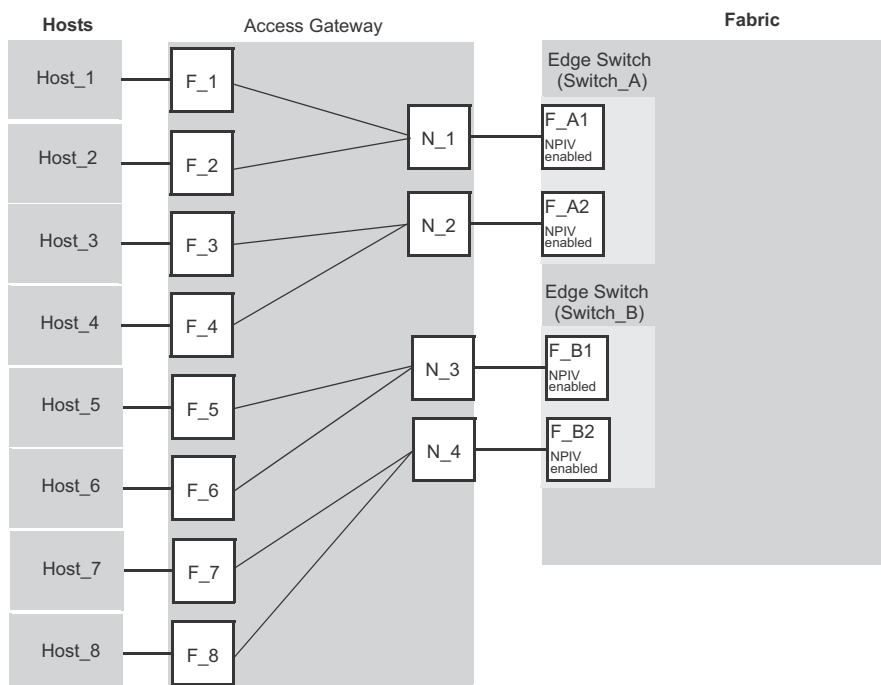 Hosts
Access Gateway
Fabric
Host_1
Host_2
Host_3
Host_4
Host_5
Host_6
Host_7
Host_8
F_1
F_2
F_3
F_4
F_5
F_6
F_7
F_8
N_1
N_2
N_3
N_4
Edge Switch
(Switch_A)
F_A1
NPIV
enabled
F_A2
NPIV
enabled
Edge Switch
(Switch_B)
F_B1
NPIV
enabled
F_B2
NPIV
enabled